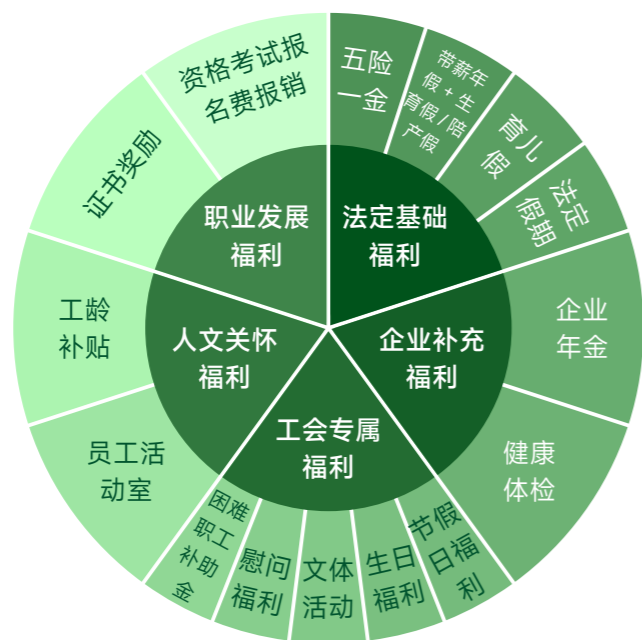 法定基础
福利
五险
一金
带薪年
假 + 生
育假 / 陪
产假
育儿
假
法定
假期
企业补充
福利
企业
年金
健康
体检
工会专属
福利
节假
日福
利
生日
福利
文体
活动
慰问
福利
困难
职工
补助
金
人文关怀
福利
员工活
动室
工龄
补贴
职业发展
福利
证书奖励
资格考试报
名费报销